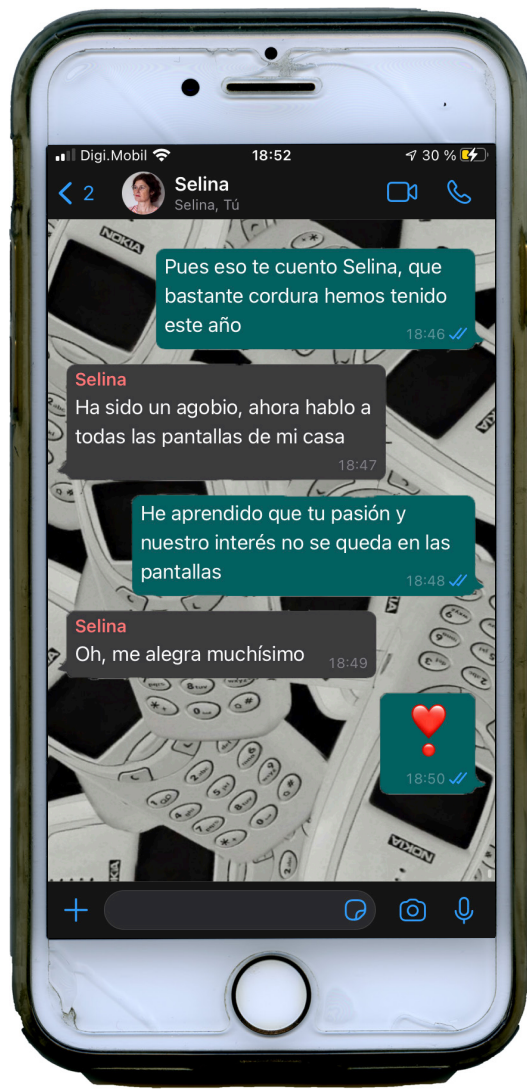 Digi.Mobil 18:52 30 %
2 Selina
Selina, Tú
Pues eso te cuento Selina, que
bastante cordura hemos tenido
este año
18:46
Selina
Ha sido un agobio, ahora hablo a
todas las pantallas de mi casa
18:47
He aprendido que tu pasión y
nuestro interés no se queda en las
pantallas
18:48
Selina
Oh, me alegra muchísimo
18:49
❣️
18:50
NOKIA
NOKIA
NOKIA